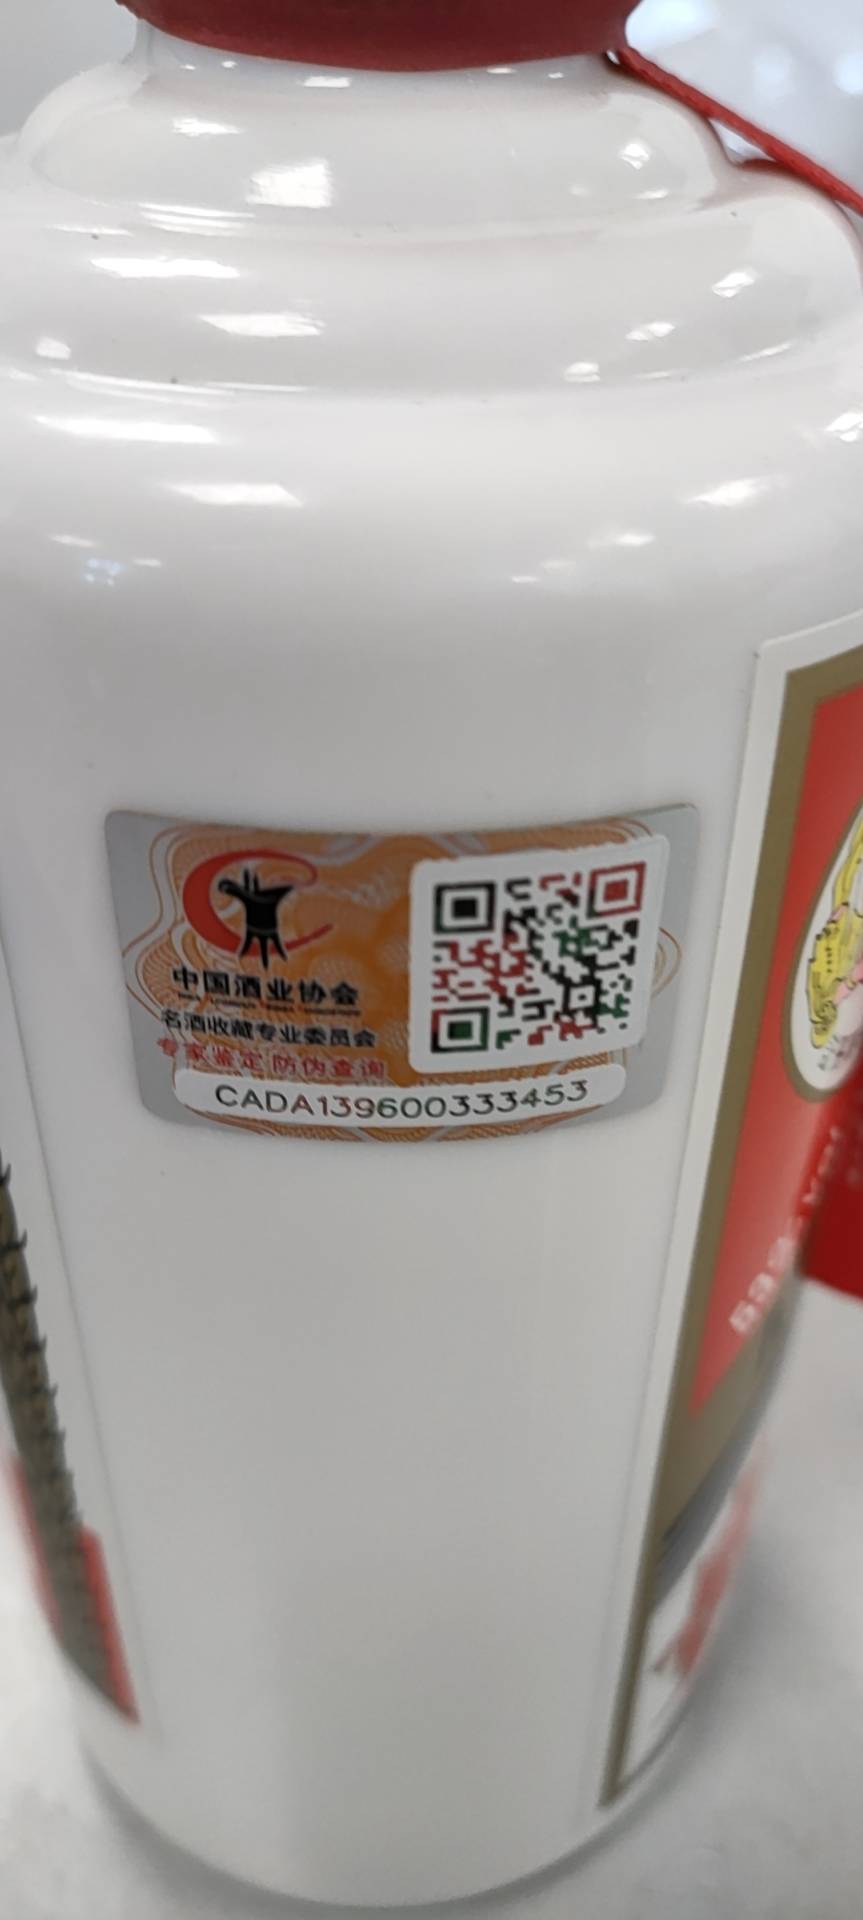 中国酒业协会
名酒收藏专业委员会
专家鉴定 防伪查询
CADA139600333453